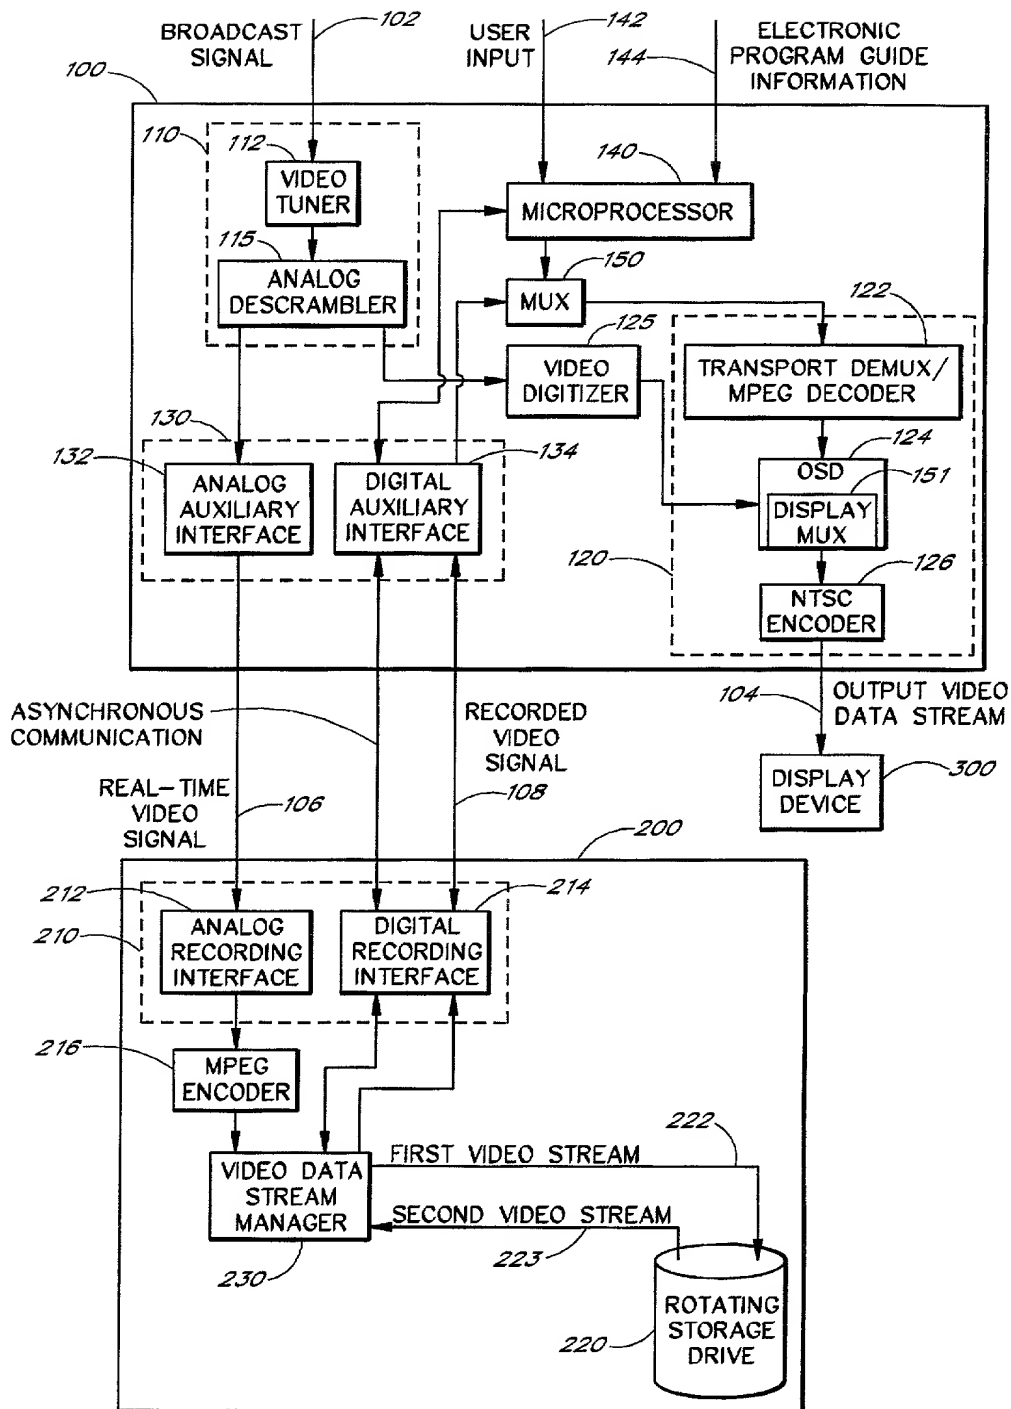 BROADCAST
SIGNAL
102
USER
INPUT
142
144
ELECTRONIC
PROGRAM GUIDE
INFORMATION
100
110
112
VIDEO
TUNER
115
ANALOG
DESCRAMBLER
140
MICROPROCESSOR
150
MUX
125
VIDEO
DIGITIZER
122
TRANSPORT DEMUX/
MPEG DECODER
124
OSD
151
DISPLAY
MUX
120
126
NTSC
ENCODER
130
132
ANALOG
AUXILIARY
INTERFACE
134
DIGITAL
AUXILIARY
INTERFACE
ASYNCHRONOUS
COMMUNICATION
RECORDED
VIDEO
SIGNAL
108
104
OUTPUT VIDEO
DATA STREAM
DISPLAY
DEVICE
300
REAL-TIME
VIDEO
SIGNAL
106
200
212
210
ANALOG
RECORDING
INTERFACE
214
DIGITAL
RECORDING
INTERFACE
216
MPEG
ENCODER
VIDEO DATA
STREAM
MANAGER
230
FIRST VIDEO STREAM
222
SECOND VIDEO STREAM
223
ROTATING
STORAGE
DRIVE
220